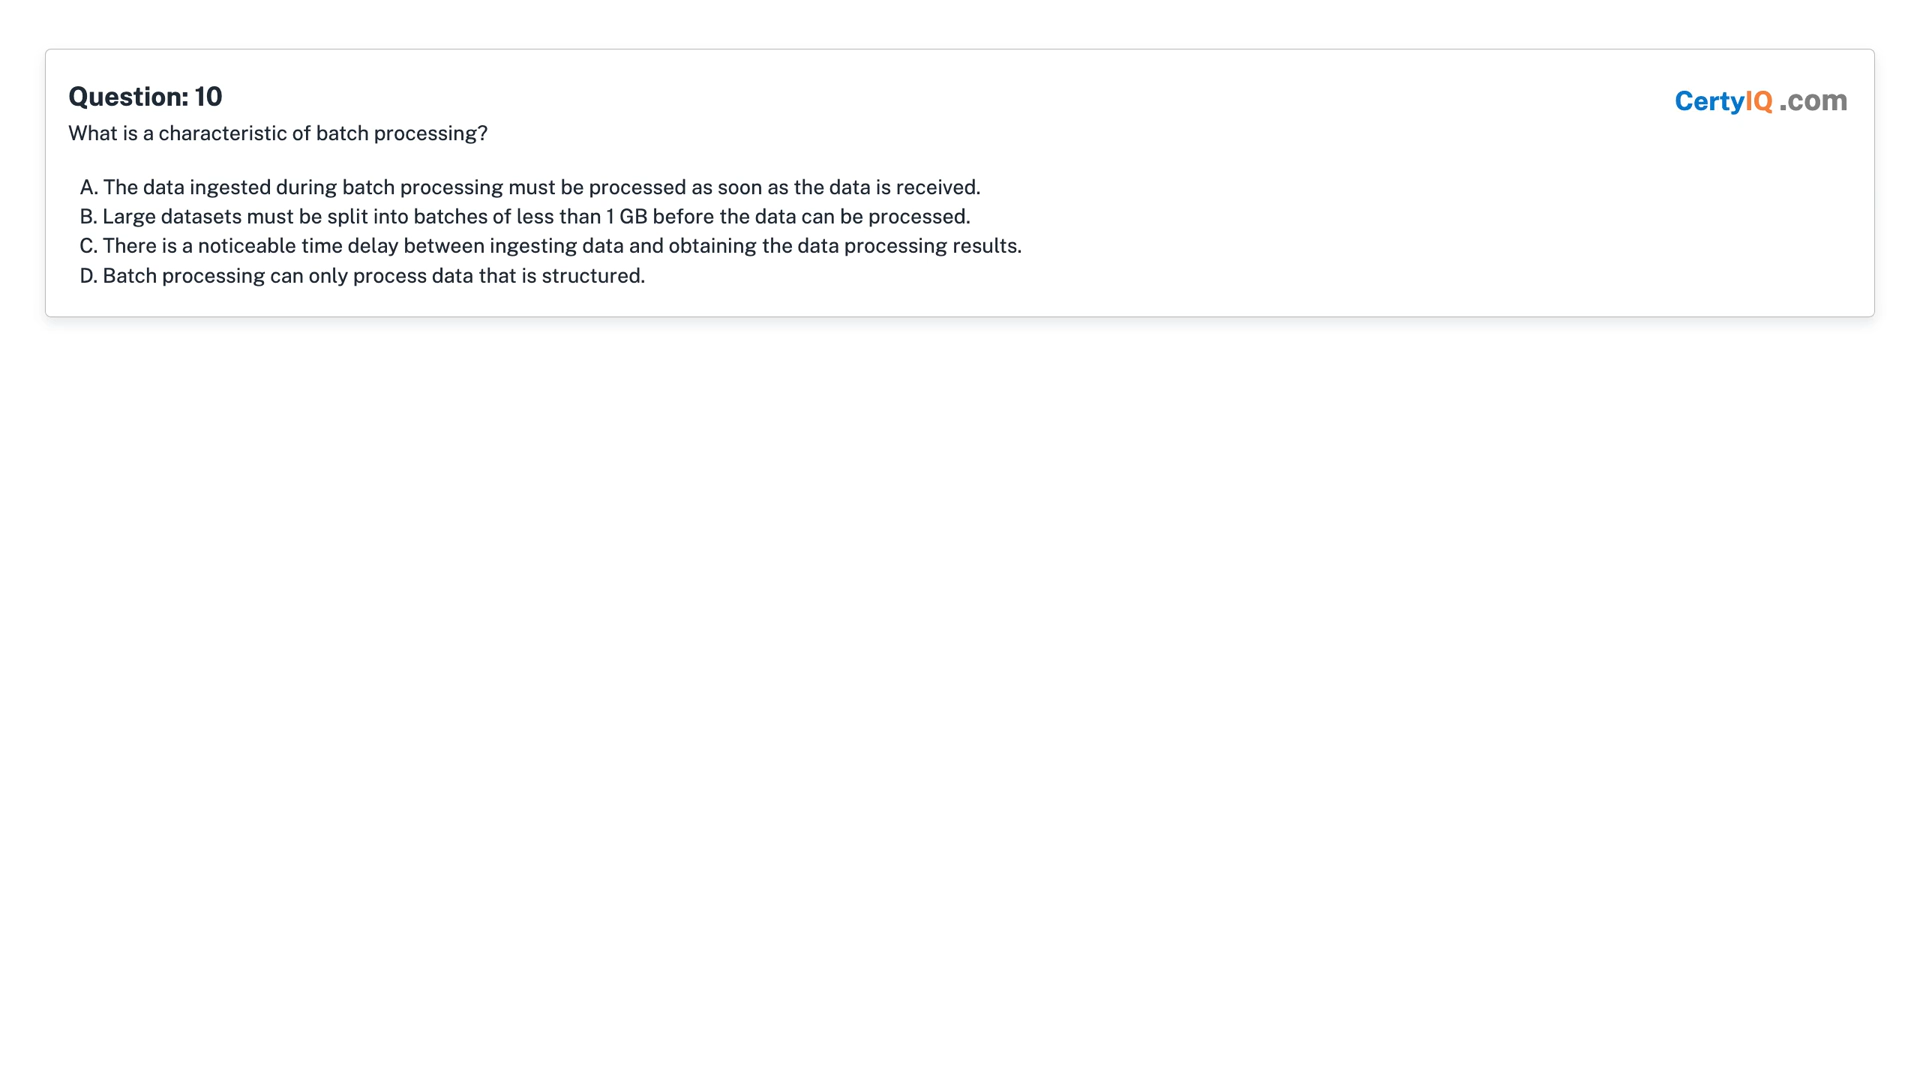 Question: 10
CertyIQ .com
What is a characteristic of batch processing?
A. The data ingested during batch processing must be processed as soon as the data is received.
B. Large datasets must be split into batches of less than 1 GB before the data can be processed.
C. There is a noticeable time delay between ingesting data and obtaining the data processing results.
D. Batch processing can only process data that is structured.